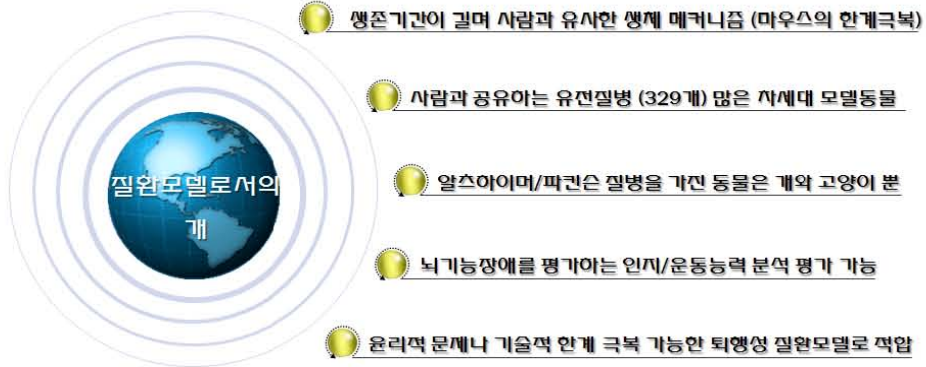 생존기간이 길며 사람과 유사한 생체 메커니즘 (마우스의 한계극복)
사람과 공유하는 유전질병 (329개) 많은 차세대 모델동물
질환모델로서의
개
알츠하이머/파킨슨 질병을 가진 동물은 개와 고양이 뿐
뇌기능장애를 평가하는 인지/운동능력 분석 평가 가능
윤리적 문제나 기술적 한계 극복 가능한 퇴행성 질환모델로 적합